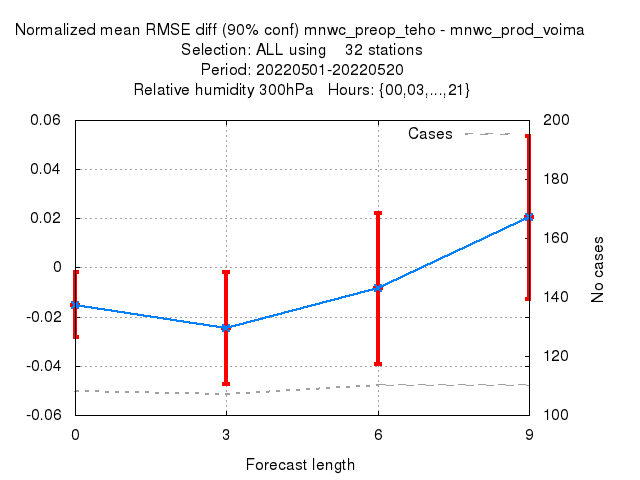 Normalized mean RMSE diff (90% conf) mnwc_preop_teho - mnwc_prod_voima
Selection: ALL using    32 stations
Period: 20220501-20220520
Relative humidity 300hPa   Hours: {00,03,...,21}
0.06
0.04
0.02
0
-0.02
-0.04
-0.06
Cases
200
180
160
140
120
100
No cases
0 3 6 9
Forecast length